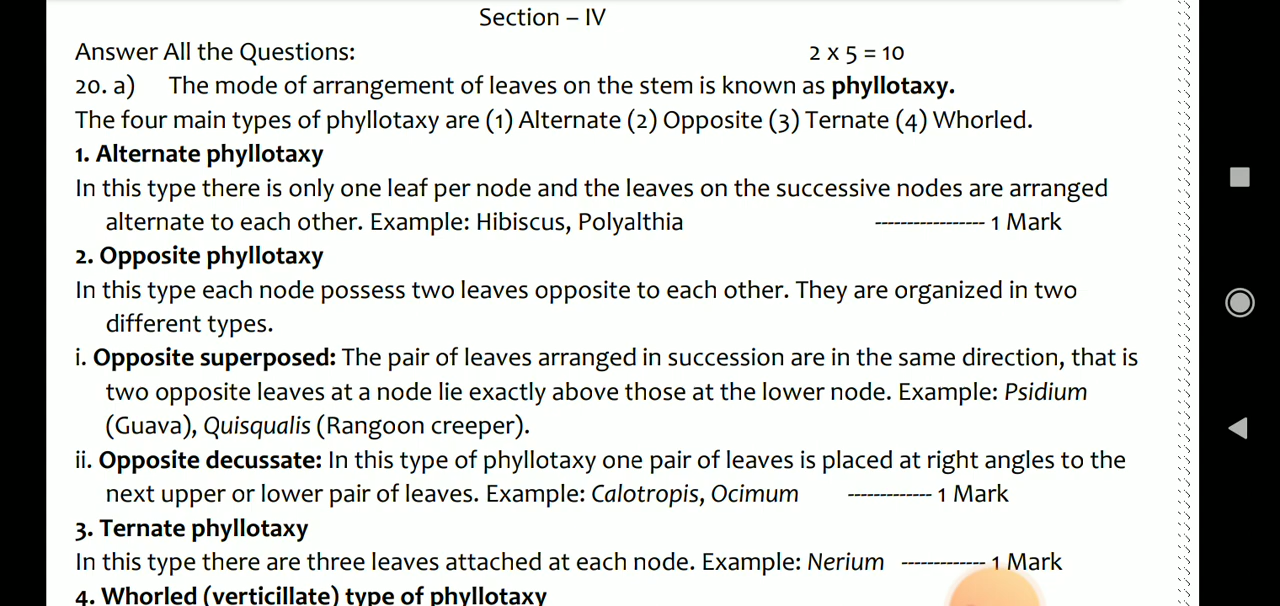 Section – IV
Answer All the Questions: 2 x 5 = 10
20. a) The mode of arrangement of leaves on the stem is known as phyllotaxy.
The four main types of phyllotaxy are (1) Alternate (2) Opposite (3) Ternate (4) Whorled.
1. Alternate phyllotaxy
In this type there is only one leaf per node and the leaves on the successive nodes are arranged
alternate to each other. Example: Hibiscus, Polyalthia ----------------- 1 Mark
2. Opposite phyllotaxy
In this type each node possess two leaves opposite to each other. They are organized in two
different types.
i. Opposite superposed: The pair of leaves arranged in succession are in the same direction, that is
two opposite leaves at a node lie exactly above those at the lower node. Example: Psidium
(Guava), Quisqualis (Rangoon creeper).
ii. Opposite decussate: In this type of phyllotaxy one pair of leaves is placed at right angles to the
next upper or lower pair of leaves. Example: Calotropis, Ocimum ------------- 1 Mark
3. Ternate phyllotaxy
In this type there are three leaves attached at each node. Example: Nerium ------------- 1 Mark
4. Whorled (verticillate) type of phyllotaxy